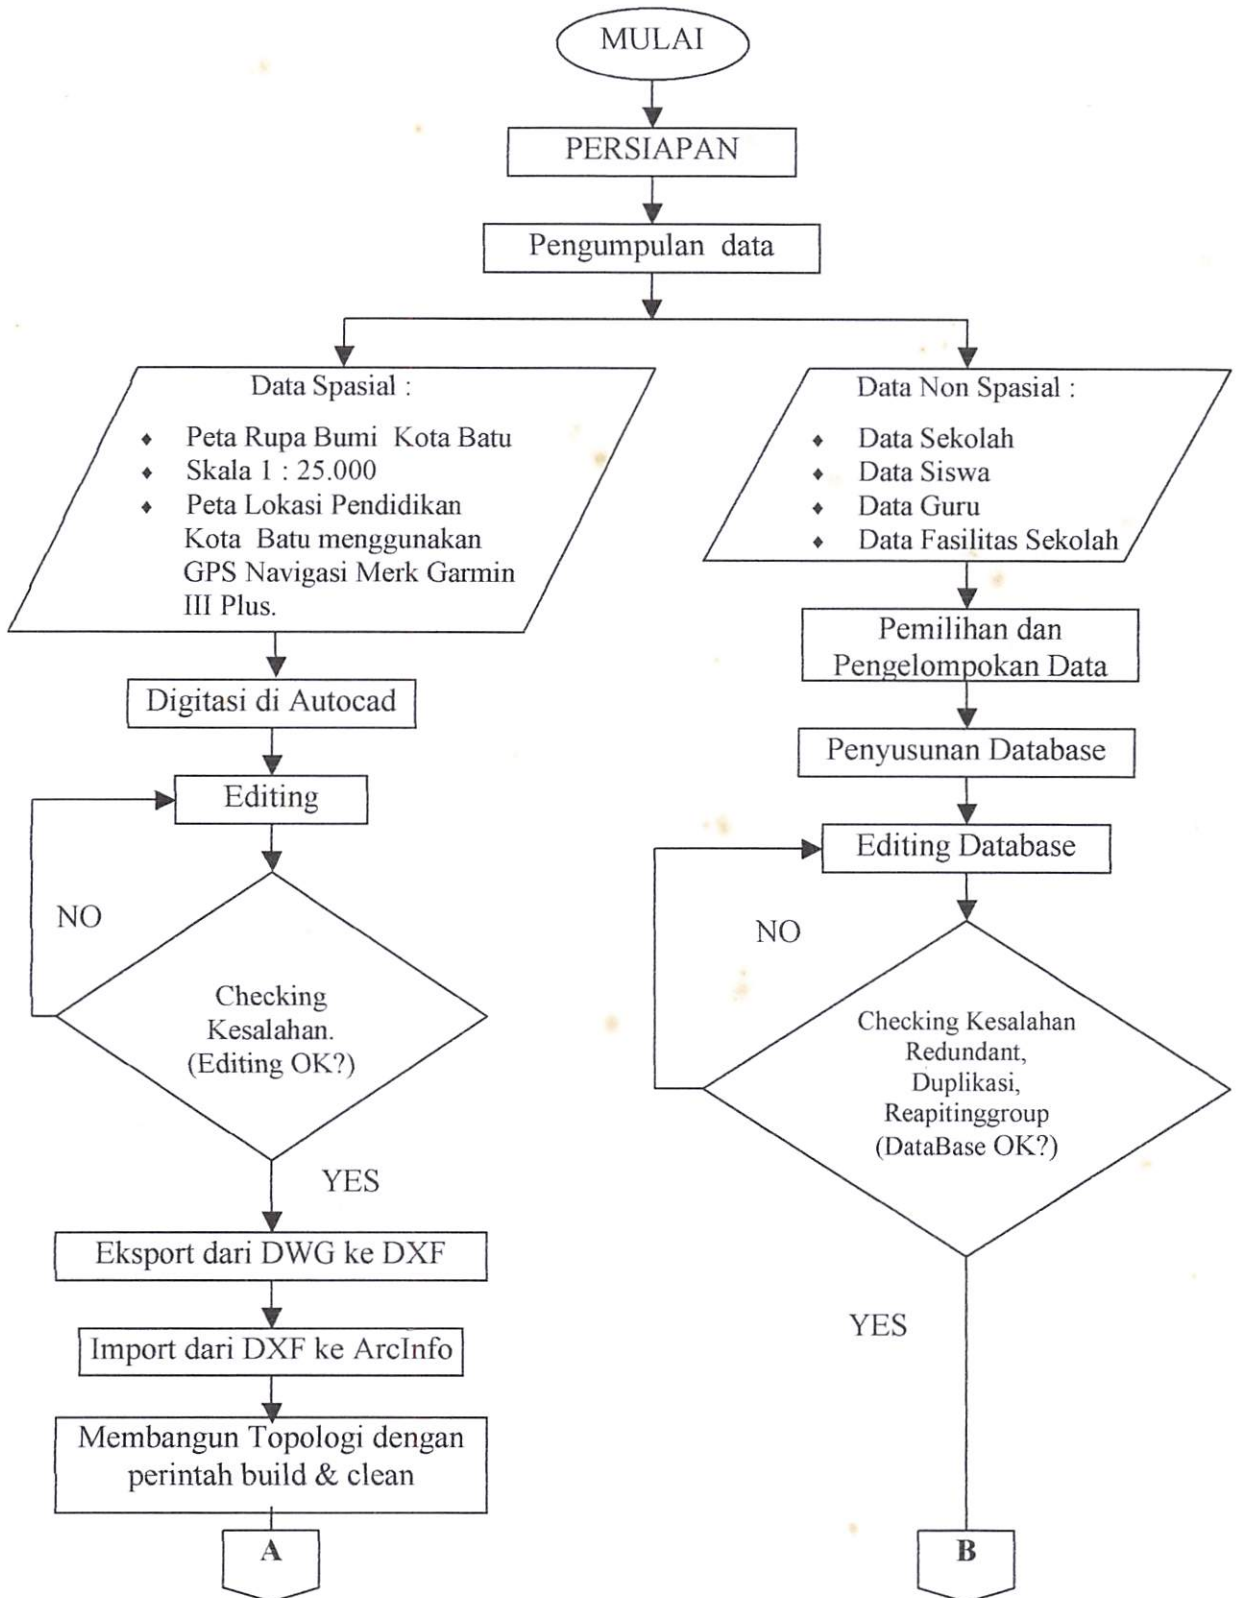 MULAI
PERSIAPAN
Pengumpulan data
Data Spasial :
♦ Peta Rupa Bumi Kota Batu
♦ Skala 1 : 25.000
♦ Peta Lokasi Pendidikan
Kota Batu menggunakan
GPS Navigasi Merk Garmin
III Plus.
Digitasi di Autocad
Editing
NO
Checking
Kesalahan.
(Editing OK?)
YES
Eksport dari DWG ke DXF
Import dari DXF ke ArcInfo
Membangun Topologi dengan
perintah build & clean
A
Data Non Spasial :
♦ Data Sekolah
♦ Data Siswa
♦ Data Guru
♦ Data Fasilitas Sekolah
Pemilihan dan
Pengelompokan Data
Penyusunan Database
Editing Database
NO
Checking Kesalahan
Redundant,
Duplikasi,
Reapitinggroup
(DataBase OK?)
YES
B